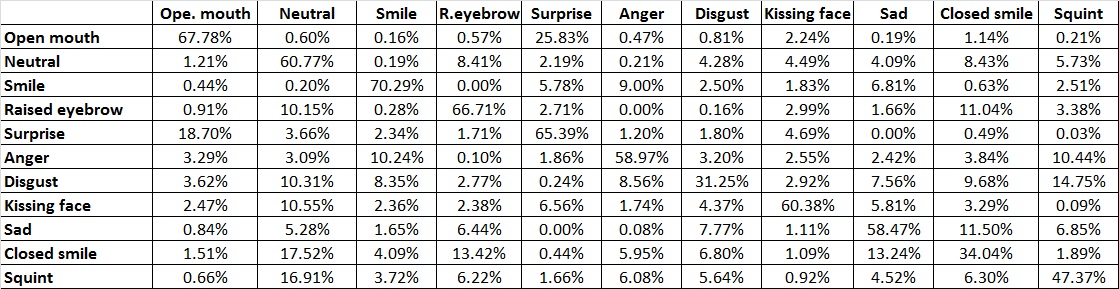 Ope. mouth Neutral Smile R.eyebrow Surprise Anger Disgust Kissing face Sad Closed smile Squint
Open mouth 67.78% 0.60% 0.16% 0.57% 25.83% 0.47% 0.81% 2.24% 0.19% 1.14% 0.21%
Neutral 1.21% 60.77% 0.19% 8.41% 2.19% 0.21% 4.28% 4.49% 4.09% 8.43% 5.73%
Smile 0.44% 0.20% 70.29% 0.00% 5.78% 9.00% 2.50% 1.83% 6.81% 0.63% 2.51%
Raised eyebrow 0.91% 10.15% 0.28% 66.71% 2.71% 0.00% 0.16% 2.99% 1.66% 11.04% 3.38%
Surprise 18.70% 3.66% 2.34% 1.71% 65.39% 1.20% 1.80% 4.69% 0.00% 0.49% 0.03%
Anger 3.29% 3.09% 10.24% 0.10% 1.86% 58.97% 3.20% 2.55% 2.42% 3.84% 10.44%
Disgust 3.62% 10.31% 8.35% 2.77% 0.24% 8.56% 31.25% 2.92% 7.56% 9.68% 14.75%
Kissing face 2.47% 10.55% 2.36% 2.38% 6.56% 1.74% 4.37% 60.38% 5.81% 3.29% 0.09%
Sad 0.84% 5.28% 1.65% 6.44% 0.00% 0.08% 7.77% 1.11% 58.47% 11.50% 6.85%
Closed smile 1.51% 17.52% 4.09% 13.42% 0.44% 5.95% 6.80% 1.09% 13.24% 34.04% 1.89%
Squint 0.66% 16.91% 3.72% 6.22% 1.66% 6.08% 5.64% 0.92% 4.52% 6.30% 47.37%